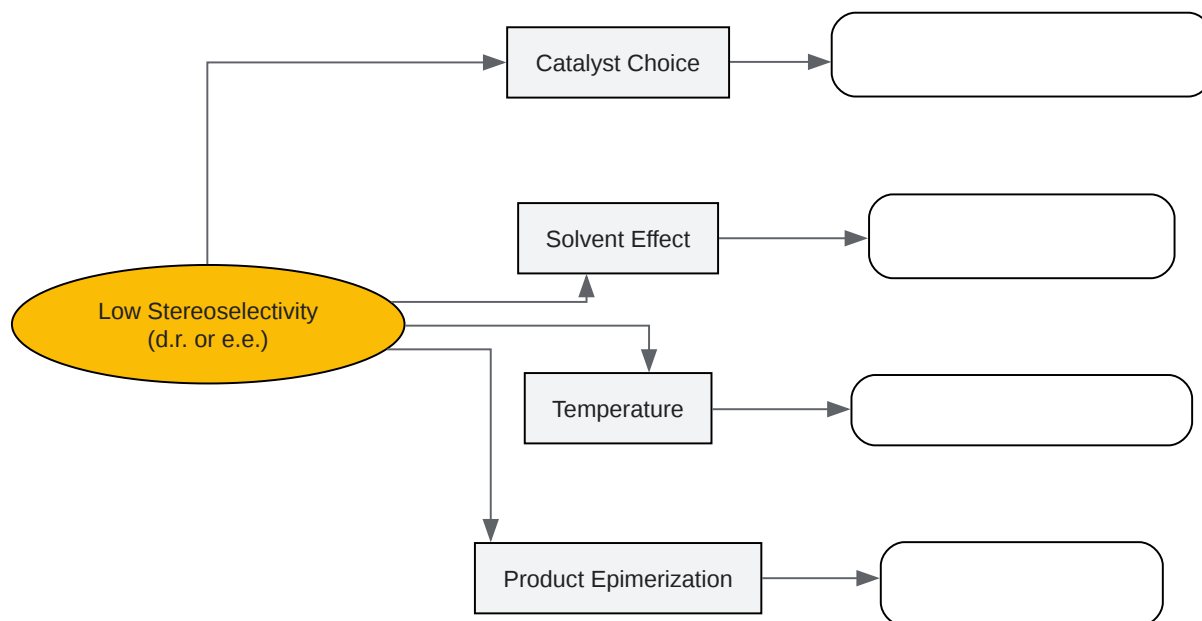 Catalyst Choice
Solvent Effect
Low Stereoselectivity
(d.r. or e.e.)
Temperature
Product Epimerization